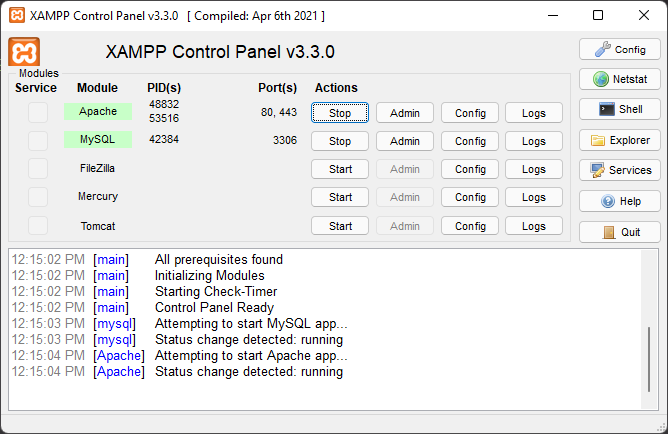 XAMPP Control Panel v3.3.0 [ Compiled: Apr 6th 2021 ]
XAMPP Control Panel v3.3.0
Config
Modules
Service Module PID(s) Port(s) Actions
Netstat
Apache 48832 53516 80, 443 Stop Admin Config Logs
Shell
MySQL 42384 3306 Stop Admin Config Logs
Explorer
FileZilla Start Admin Config Logs
Services
Mercury Start Admin Config Logs
Help
Tomcat Start Admin Config Logs
Quit
12:15:02 PM [main] All prerequisites found
12:15:02 PM [main] Initializing Modules
12:15:02 PM [main] Starting Check-Timer
12:15:02 PM [main] Control Panel Ready
12:15:03 PM [mysql] Attempting to start MySQL app...
12:15:03 PM [mysql] Status change detected: running
12:15:04 PM [Apache] Attempting to start Apache app...
12:15:04 PM [Apache] Status change detected: running